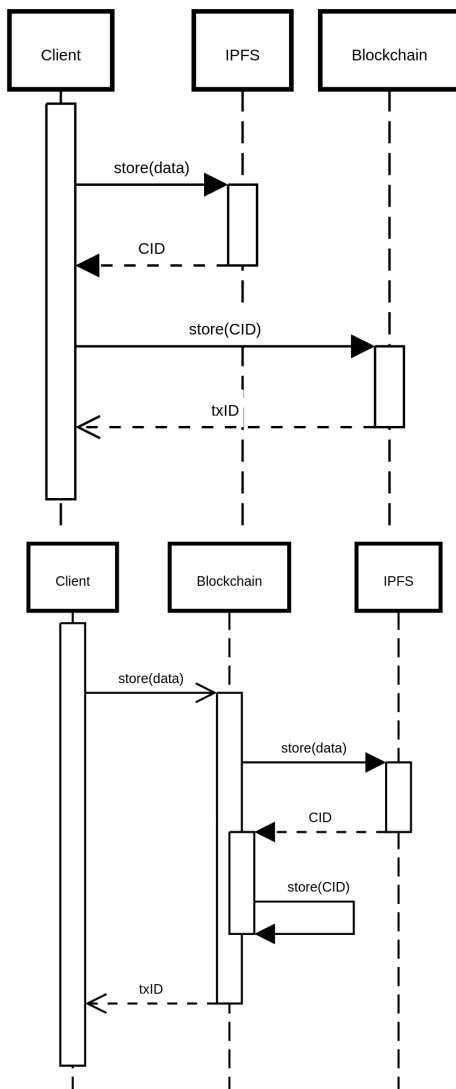 Client
IPFS
Blockchain
store(data)
CID
store(CID)
txID
Client
Blockchain
IPFS
store(data)
store(data)
CID
store(CID)
txID